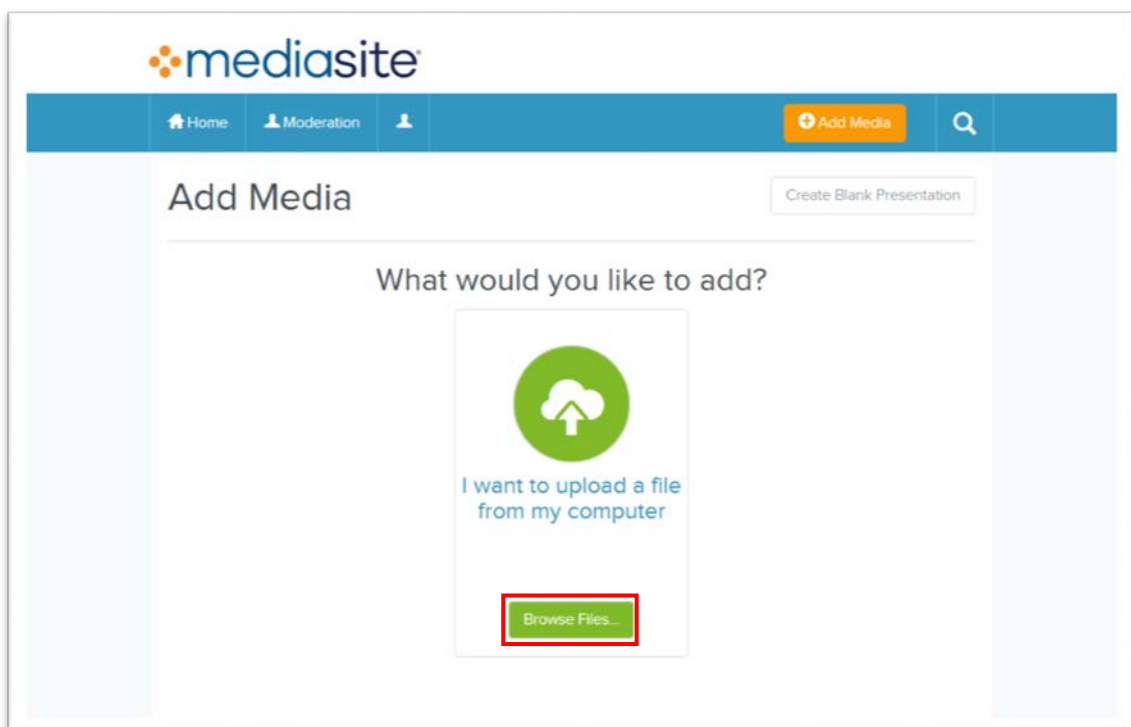 mediasite
Home Moderation Add Media
Add Media Create Blank Presentation
What would you like to add?
I want to upload a file
from my computer
Browse Files...